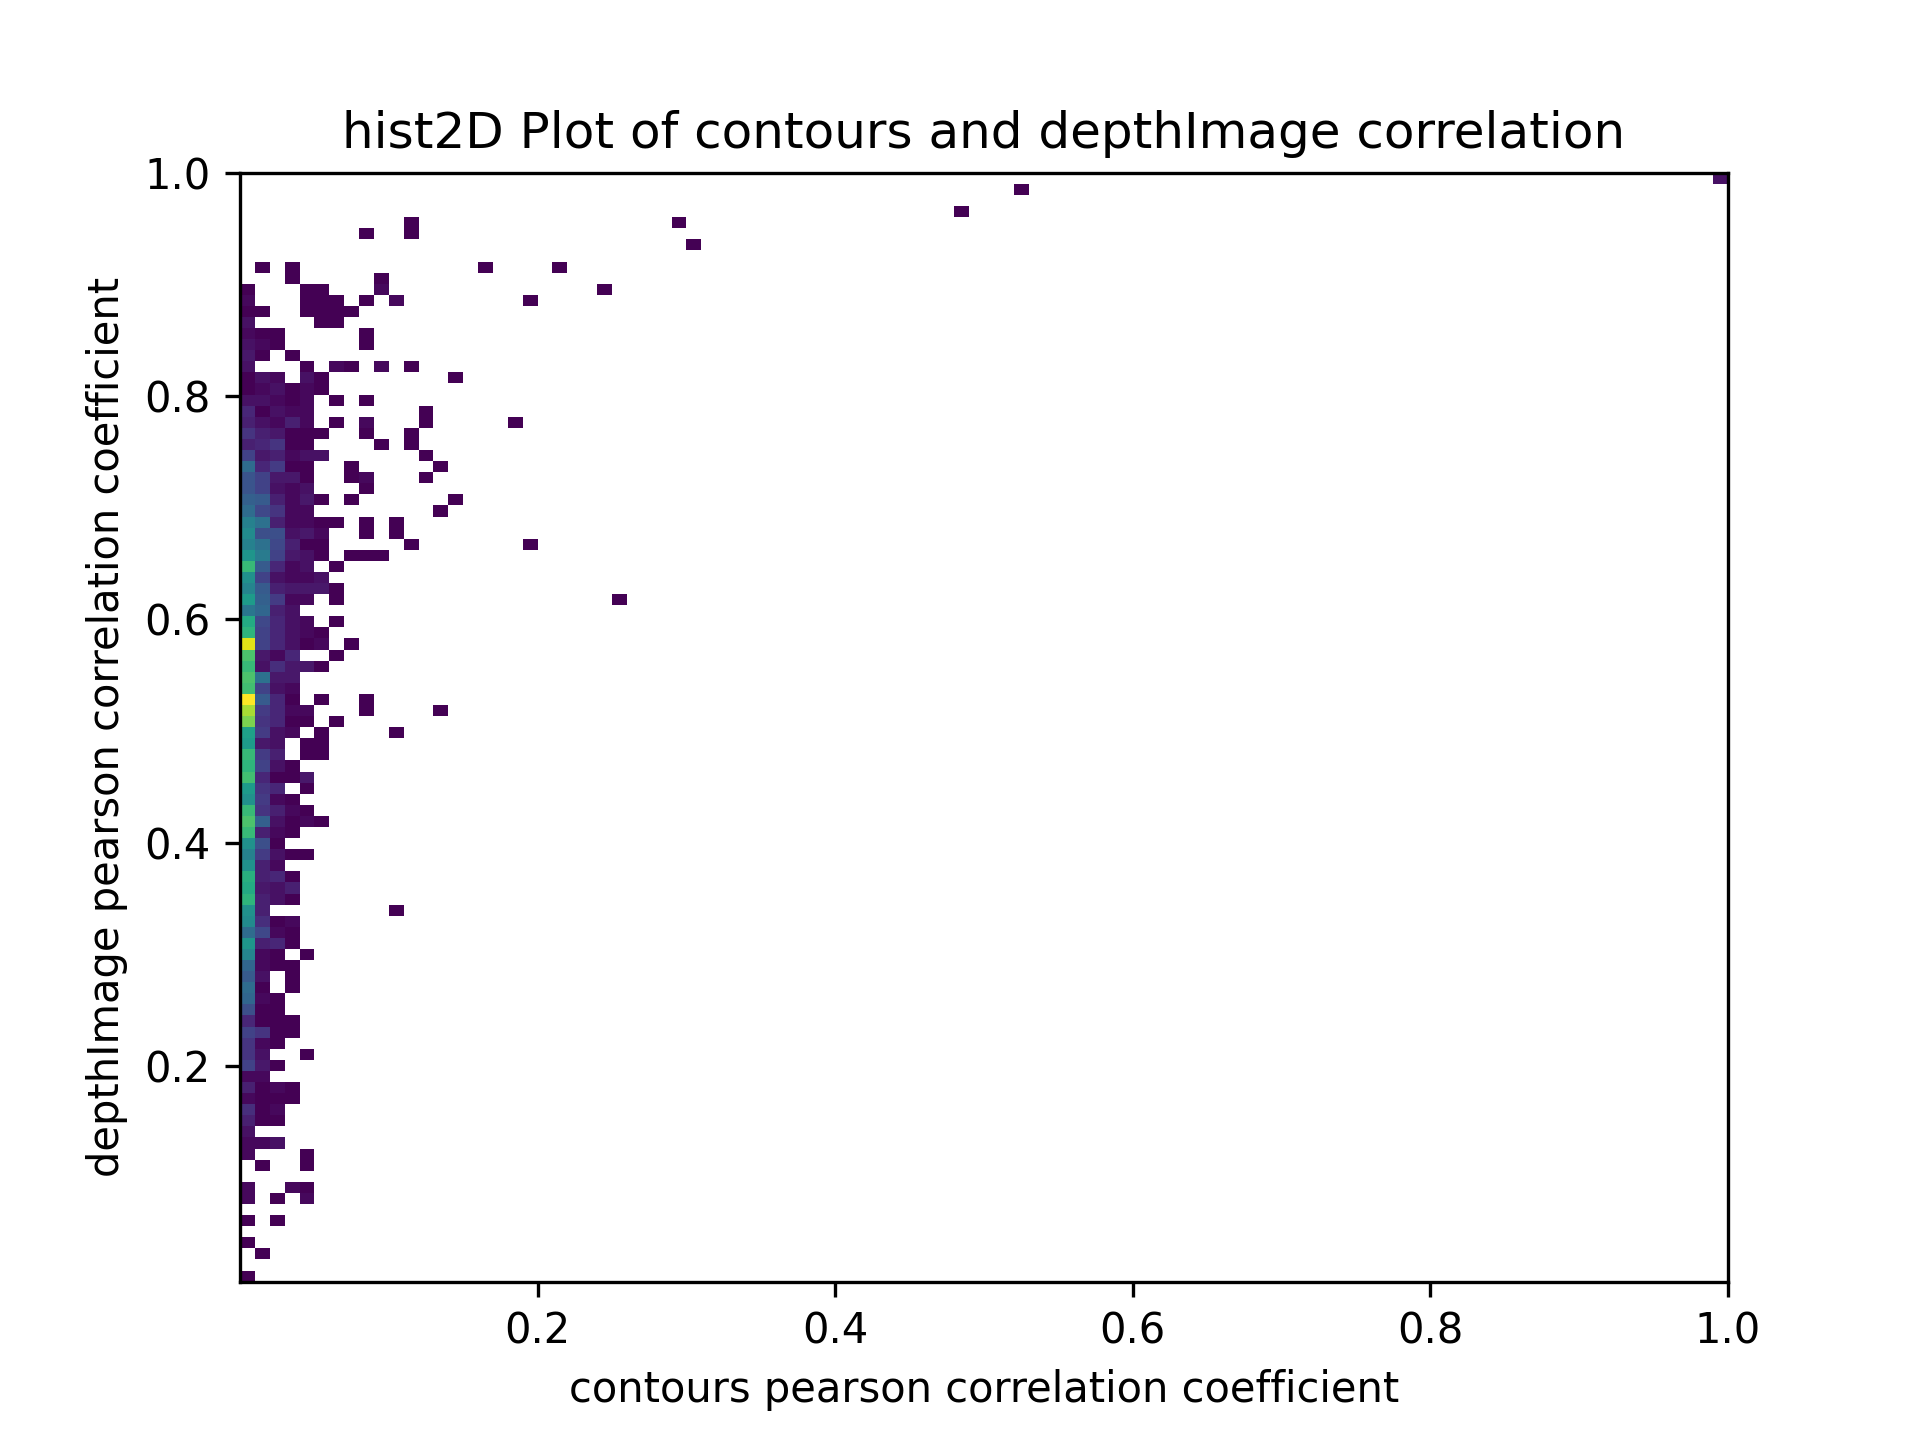 hist2D Plot of contours and depthImage correlation
1.0
0.8
0.6
0.4
0.2
depthImage pearson correlation coefficient
0.2 0.4 0.6 0.8 1.0
contours pearson correlation coefficient